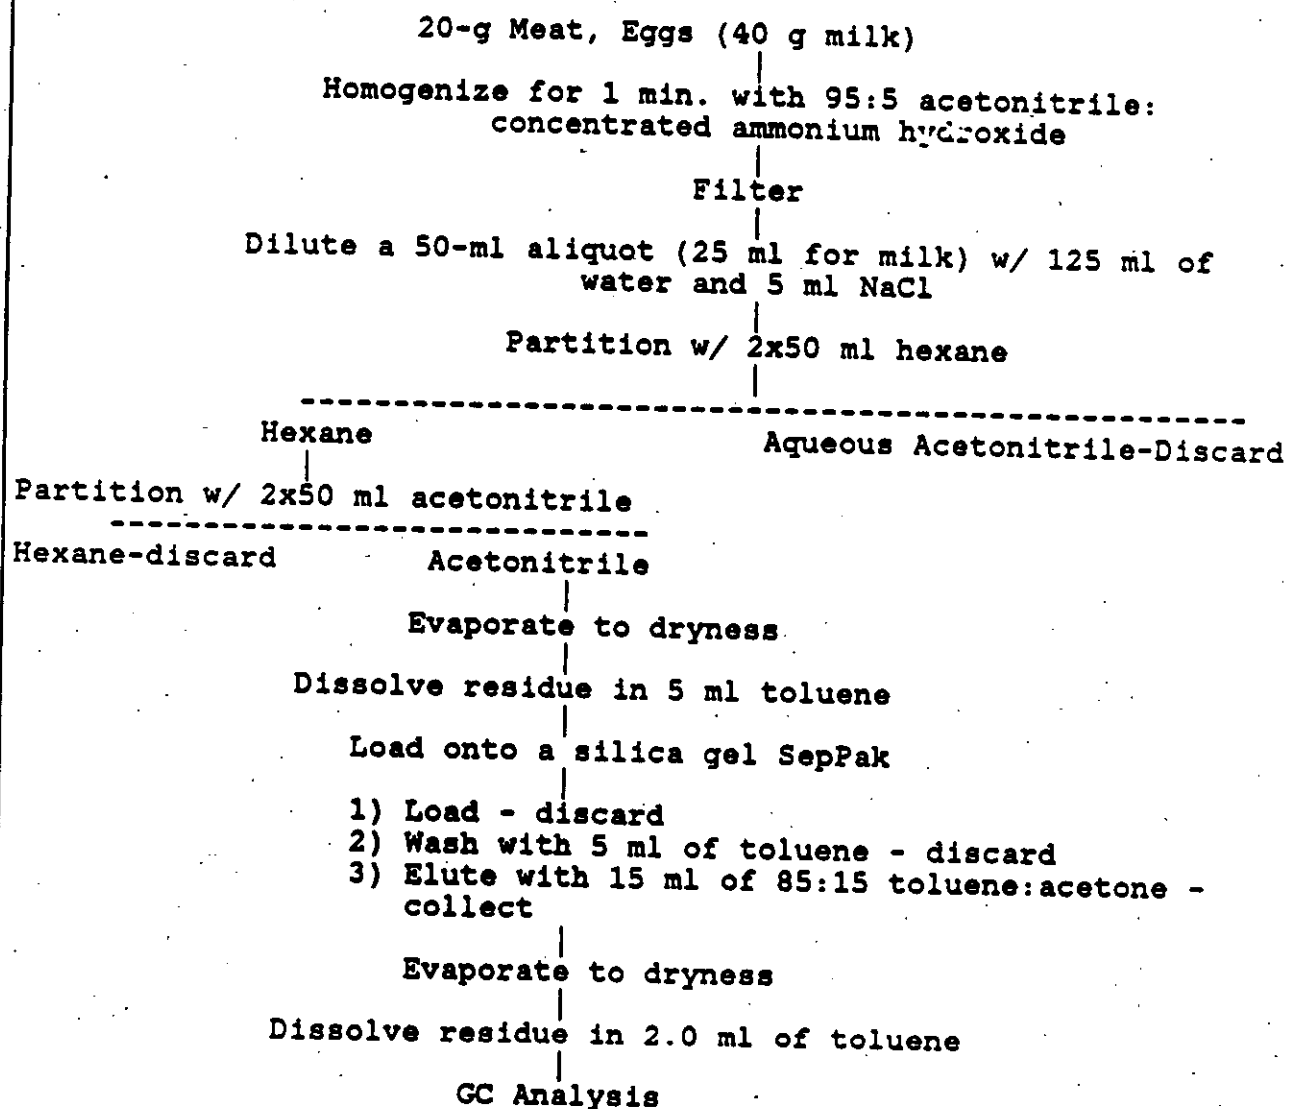 20-g Meat, Eggs (40 g milk)
Homogenize for 1 min. with 95:5 acetonitrile:
concentrated ammonium hydroxide
Filter
Dilute a 50-ml aliquot (25 ml for milk) w/ 125 ml of
water and 5 ml NaCl
Partition w/ 2x50 ml hexane
Hexane
Aqueous Acetonitrile-Discard
Partition w/ 2x50 ml acetonitrile
Hexane-discard
Acetonitrile
Evaporate to dryness
Dissolve residue in 5 ml toluene
Load onto a silica gel SepPak
1) Load - discard
2) Wash with 5 ml of toluene - discard
3) Elute with 15 ml of 85:15 toluene:acetone -
collect
Evaporate to dryness
Dissolve residue in 2.0 ml of toluene
GC Analysis